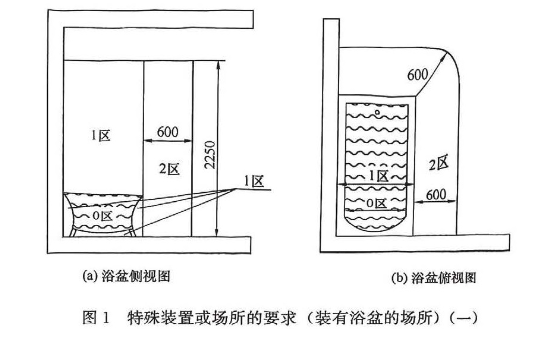 1区
600
2区
2250
1区
0区
(a) 浴盆侧视图
600
2区
1区
0区
600
(b) 浴盆俯视图
图 1 特殊装置或场所的要求（装有浴盆的场所）(一)